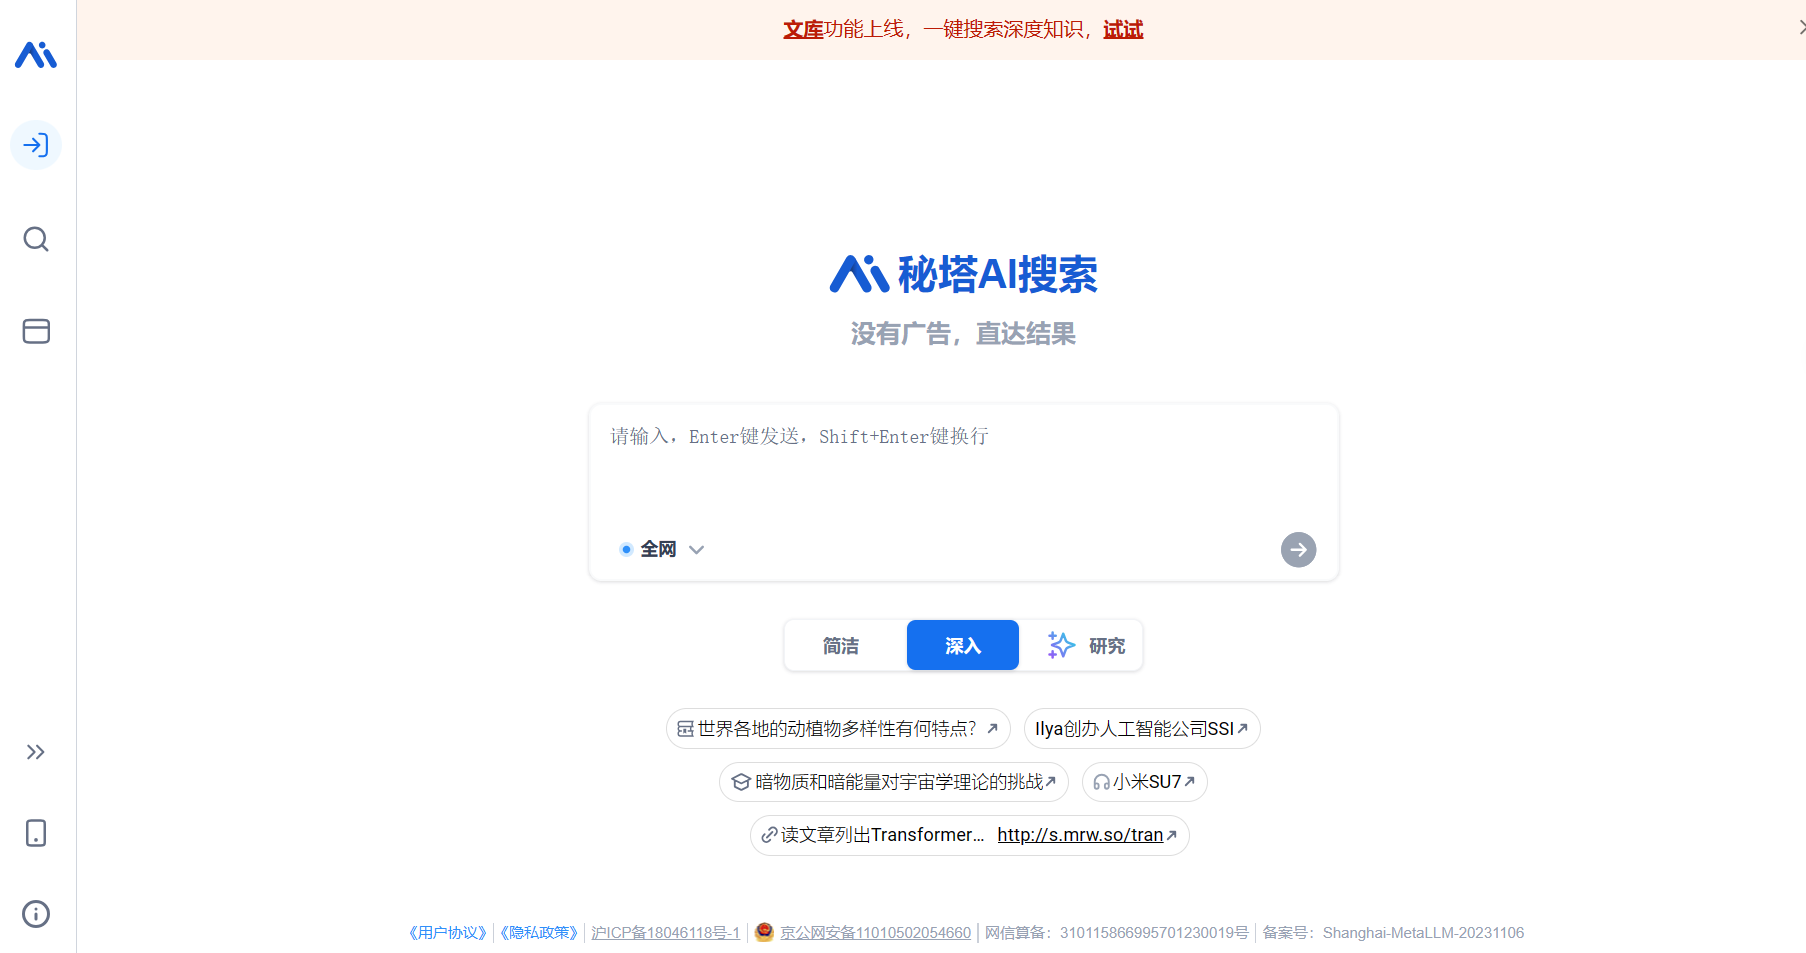 文库功能上线，一键搜索深度知识，试试
秘塔AI搜索
没有广告，直达结果
请输入，Enter键发送，Shift+Enter键换行
全网
简洁 深入 研究
世界各地的动植物多样性有何特点？ Ilya创办人工智能公司SSI
暗物质和暗能量对宇宙学理论的挑战 小米SU7
读文章列出Transformer... http://s.mrw.so/tran
《用户协议》 《隐私政策》 沪ICP备18046118号-1 京公网安备11010502054660 网信算备：310115866995701230019号 备案号：Shanghai-MetaLLM-20231106